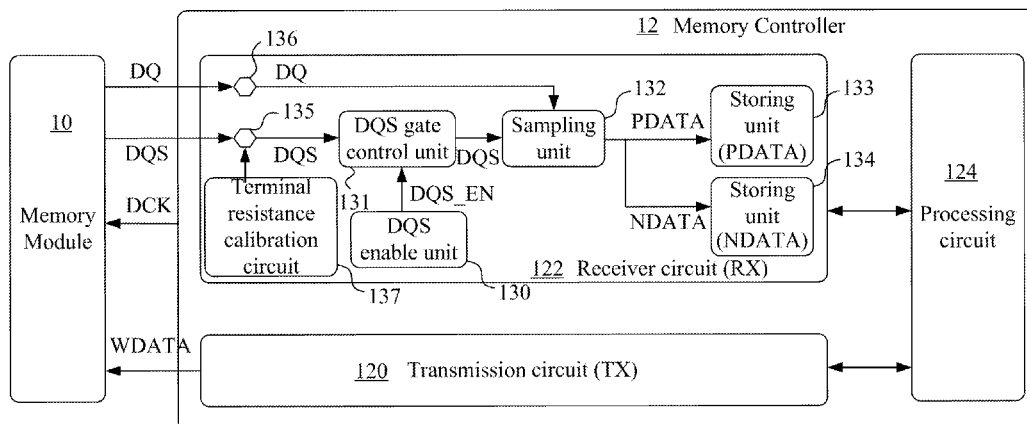 12 Memory Controller
10
Memory
Module
DQ
DQS
DCK
WDATA
136
DQ
135
DQS
Terminal
resistance
calibration
circuit
137
DQS gate
control unit
131
DQS_EN
DQS
enable unit
130
DQS
Sampling
unit
132
PDATA
NDATA
Storing
unit
(PDATA)
133
Storing
unit
(NDATA)
134
122 Receiver circuit (RX)
120 Transmission circuit (TX)
124
Processing
circuit